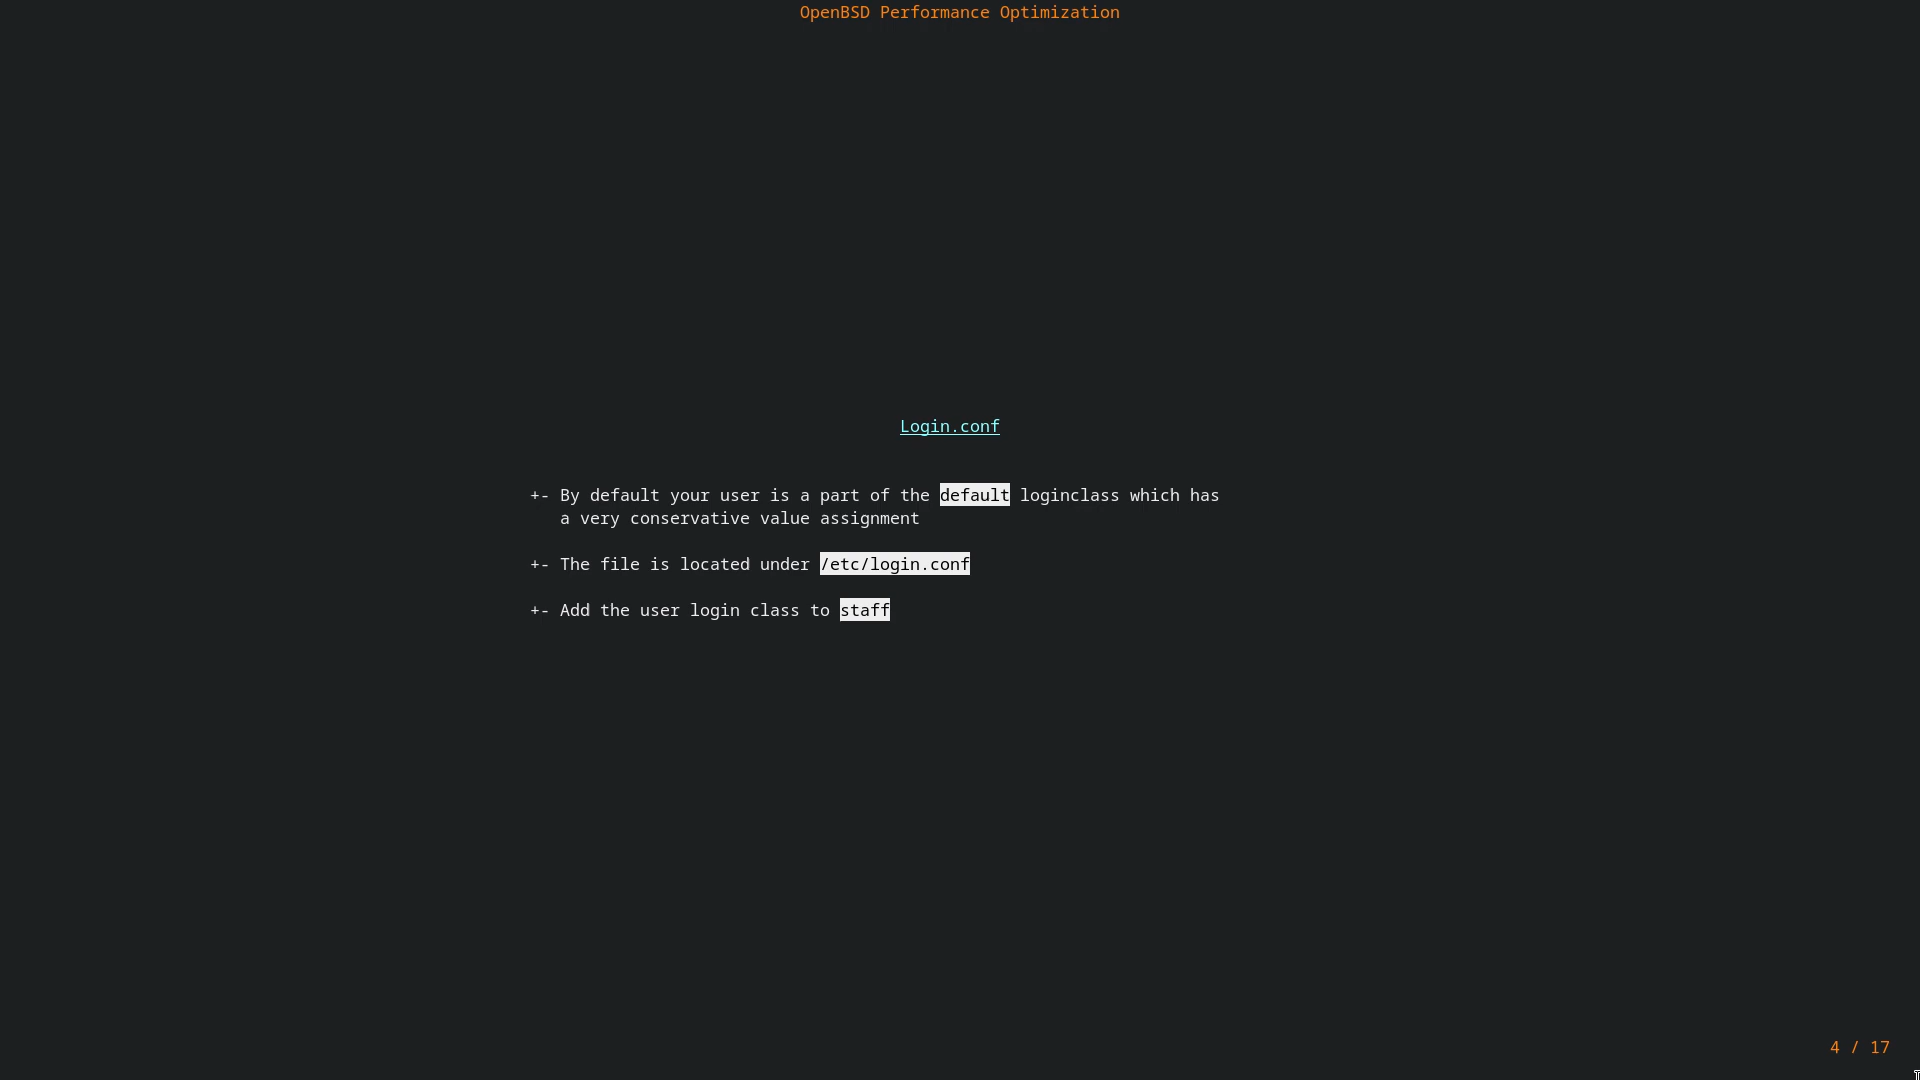 OpenBSD Performance Optimization
Login.conf
+- By default your user is a part of the default loginclass which has
a very conservative value assignment
+- The file is located under /etc/login.conf
+- Add the user login class to staff
4 / 17